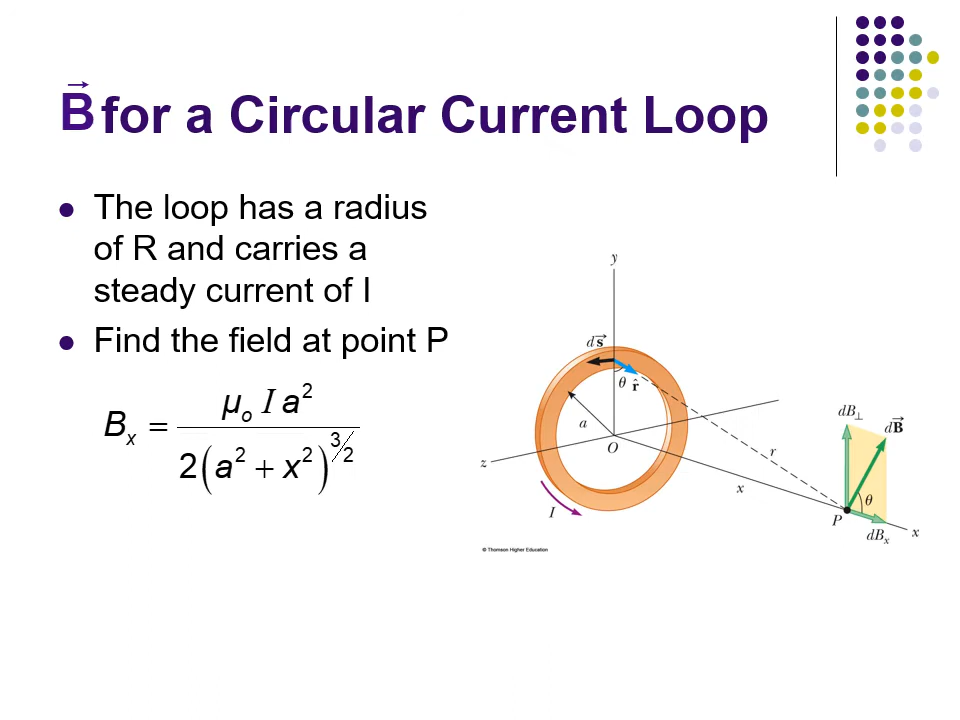 B⃗ for a Circular Current Loop
● The loop has a radius
of R and carries a
steady current of I
● Find the field at point P
Bₓ = μₒ I a² / 2(a² + x²)^3/2
y
ds⃗
θ r̂
a
O
z
I
x
r
dB⊥
dB⃗
θ
P
dBₓ
x
© Thomson Higher Education